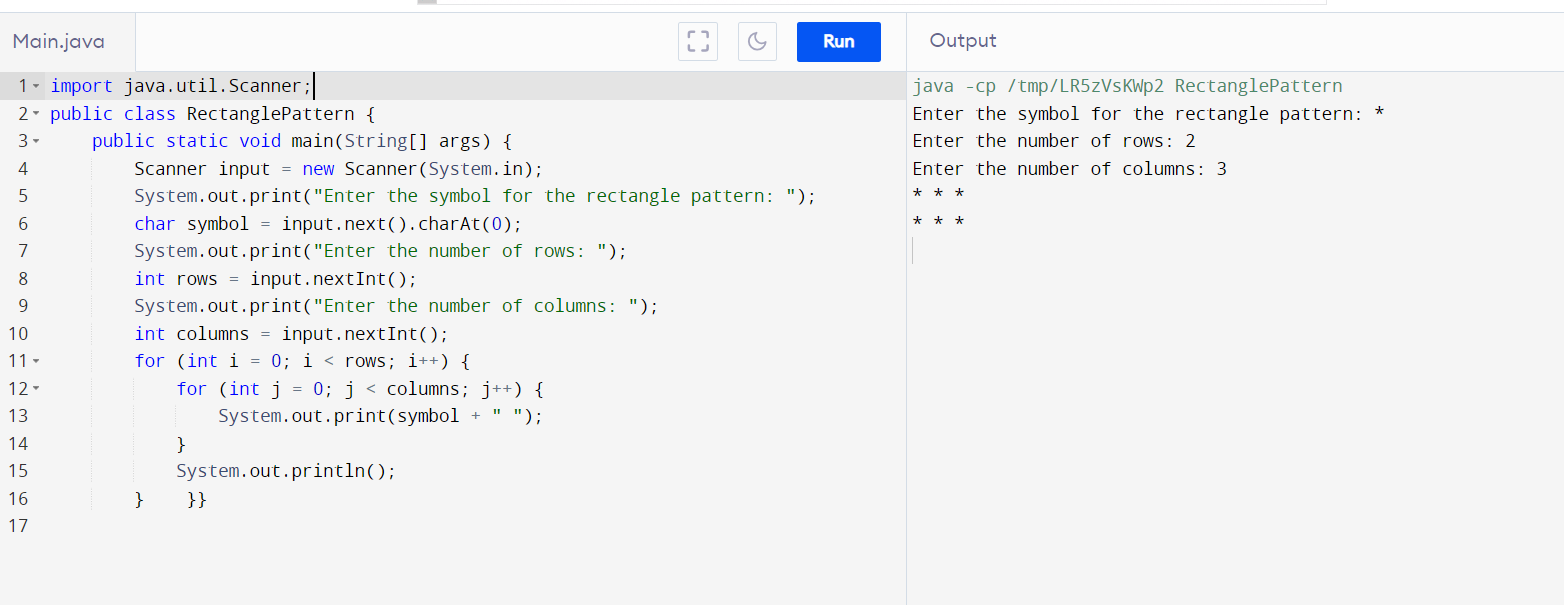 Main.java
Run
1 import java.util.Scanner;
2 public class RectanglePattern {
3     public static void main(String[] args) {
4         Scanner input = new Scanner(System.in);
5         System.out.print("Enter the symbol for the rectangle pattern: ");
6         char symbol = input.next().charAt(0);
7         System.out.print("Enter the number of rows: ");
8         int rows = input.nextInt();
9         System.out.print("Enter the number of columns: ");
10         int columns = input.nextInt();
11         for (int i = 0; i < rows; i++) {
12             for (int j = 0; j < columns; j++) {
13                 System.out.print(symbol + " ");
14             }
15             System.out.println();
16         }    }}
17
Output
java -cp /tmp/LR5zVsKWp2 RectanglePattern
Enter the symbol for the rectangle pattern: *
Enter the number of rows: 2
Enter the number of columns: 3
* * *
* * *